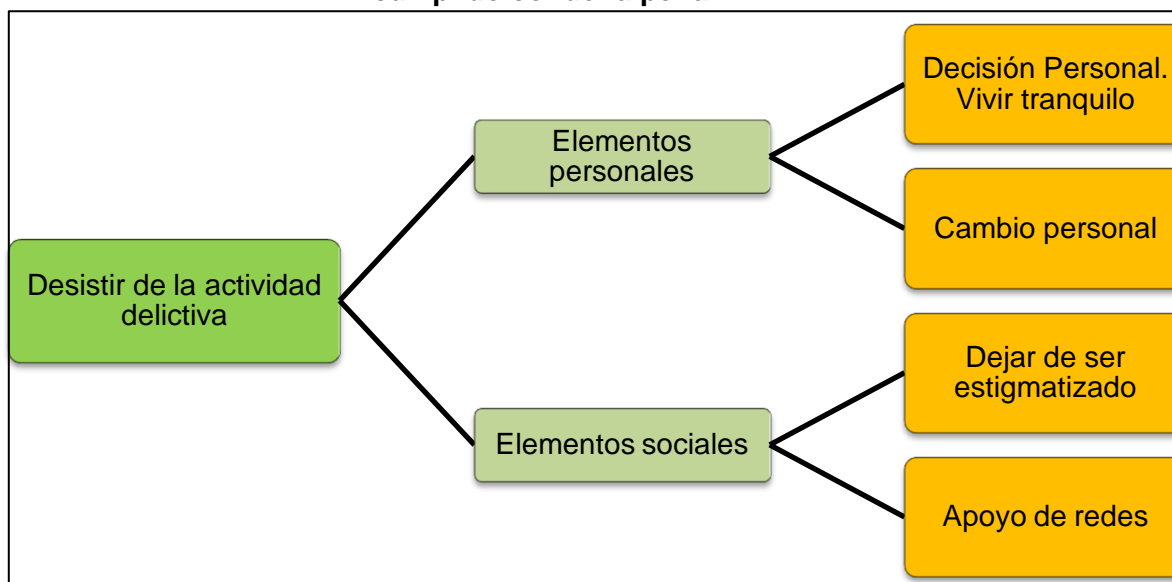 Desistir de la actividad
delictiva
Elementos
personales
Decisión Personal.
Vivir tranquilo
Cambio personal
Elementos sociales
Dejar de ser
estigmatizado
Apoyo de redes